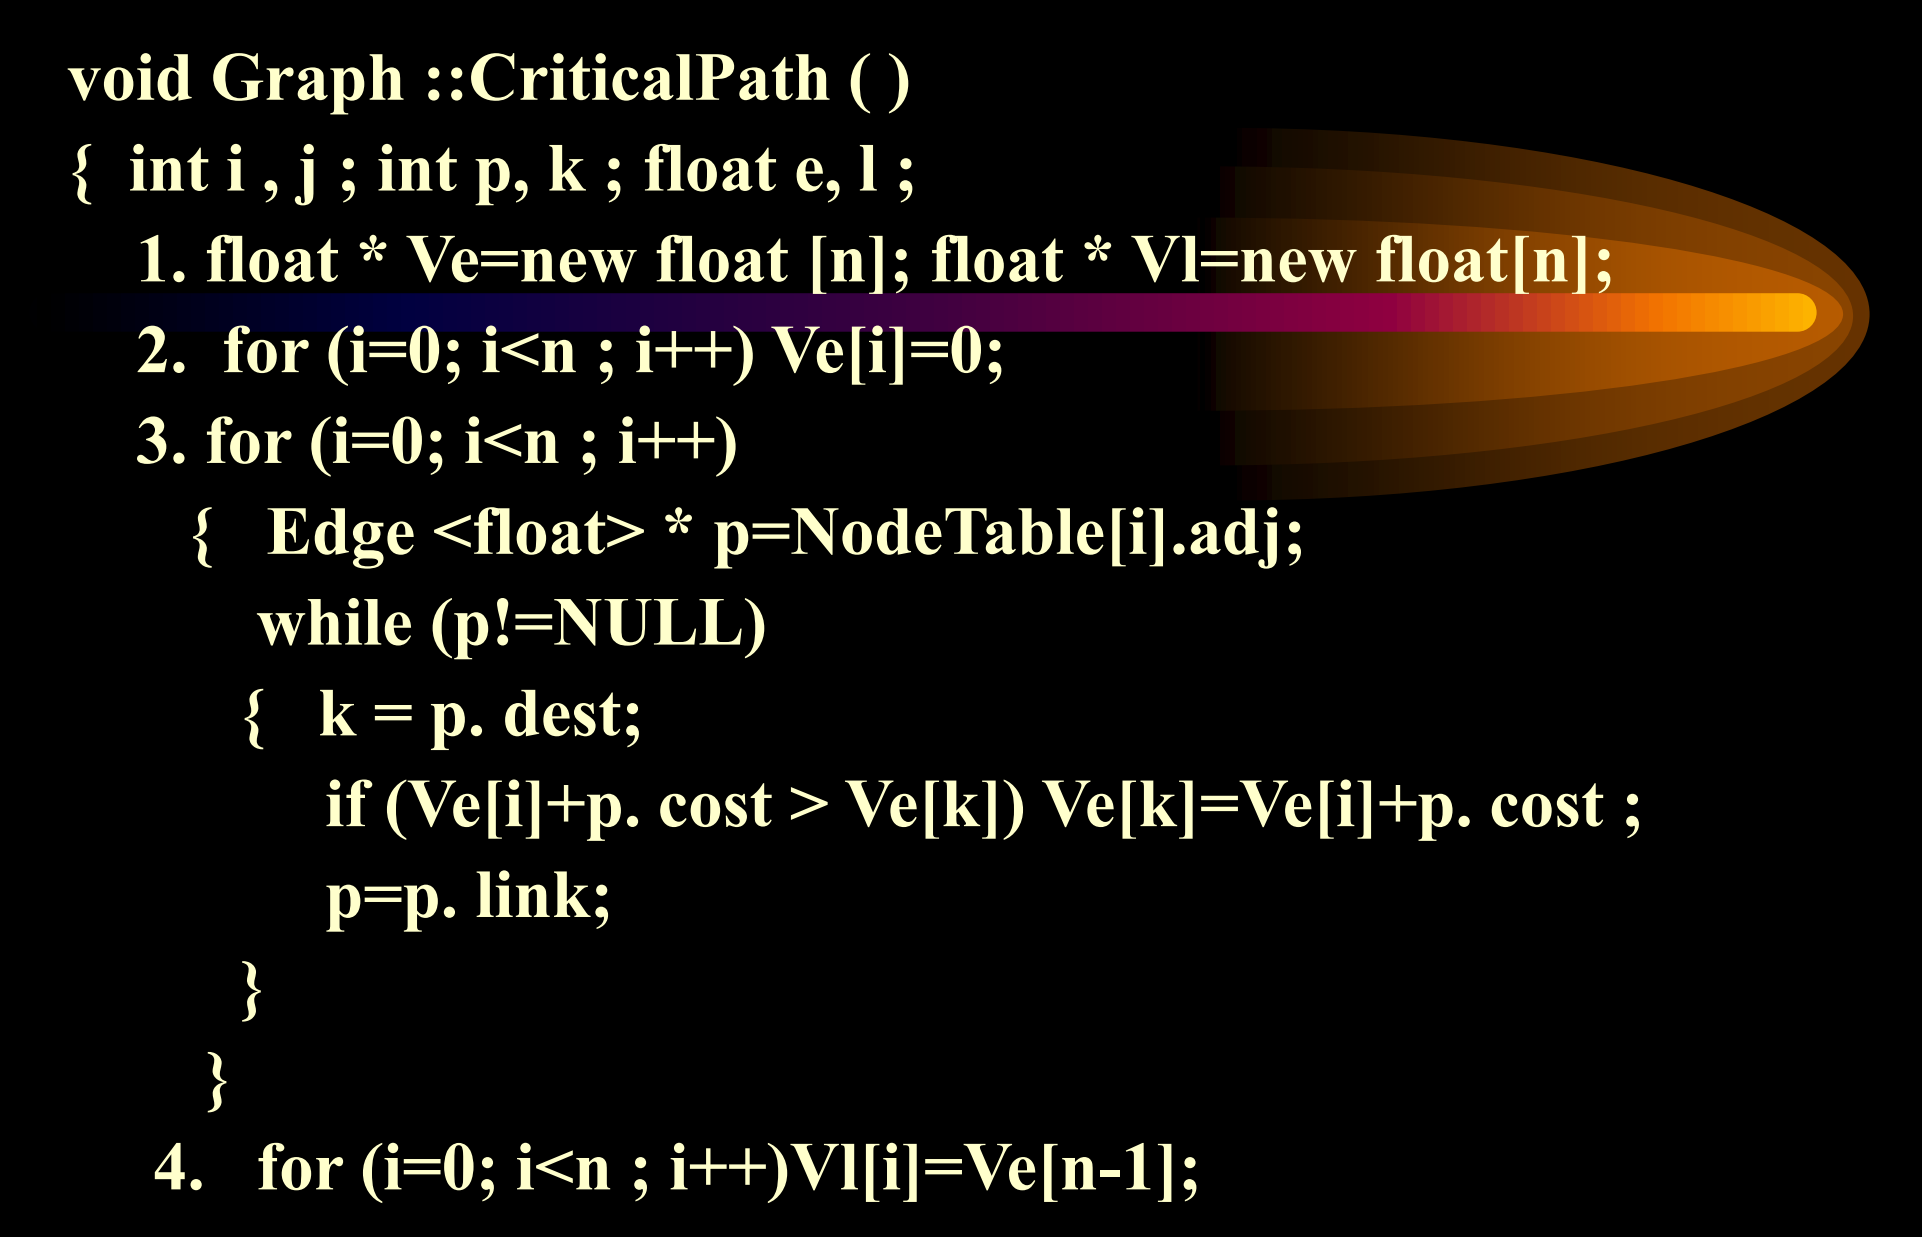 void Graph ::CriticalPath ( )
{ int i , j ; int p, k ; float e, l ;
1. float * Ve=new float [n]; float * Vl=new float[n];
2. for (i=0; i<n ; i++) Ve[i]=0;
3. for (i=0; i<n ; i++)
{ Edge <float> * p=NodeTable[i].adj;
while (p!=NULL)
{ k = p. dest;
if (Ve[i]+p. cost > Ve[k]) Ve[k]=Ve[i]+p. cost ;
p=p. link;
}
}
4. for (i=0; i<n ; i++)Vl[i]=Ve[n-1];